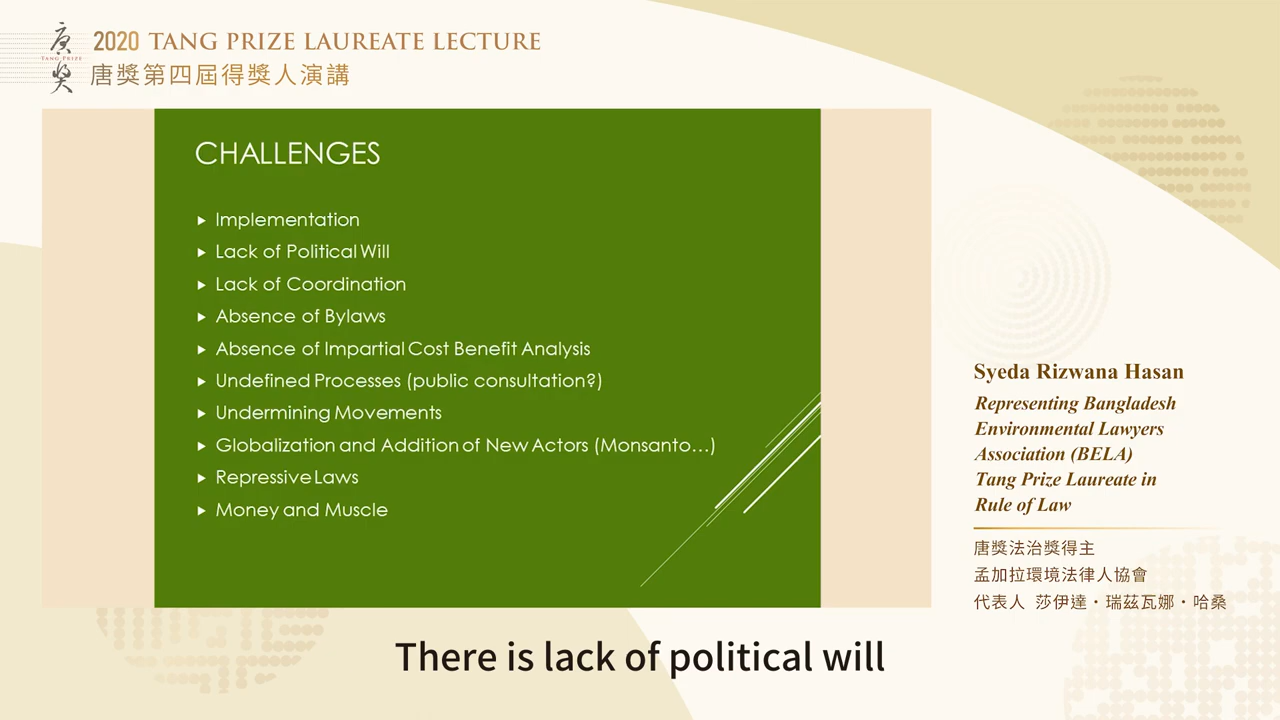 唐獎
TANG PRIZE
2020 TANG PRIZE LAUREATE LECTURE
唐獎第四屆得獎人演講
CHALLENGES
Implementation
Lack of Political Will
Lack of Coordination
Absence of Bylaws
Absence of Impartial Cost Benefit Analysis
Undefined Processes (public consultation?)
Undermining Movements
Globalization and Addition of New Actors (Monsanto...)
Repressive Laws
Money and Muscle
Syeda Rizwana Hasan
Representing Bangladesh
Environmental Lawyers
Association (BELA)
Tang Prize Laureate in
Rule of Law
唐獎法治獎得主
孟加拉環境法律人協會
代表人 莎伊達・瑞茲瓦娜・哈桑
There is lack of political will